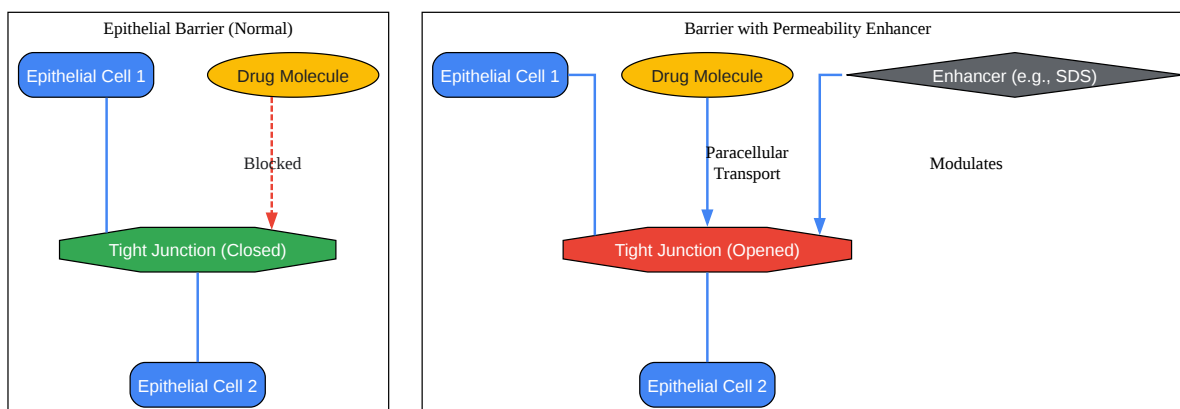 Epithelial Barrier (Normal)
Epithelial Cell 1
Drug Molecule
Blocked
Tight Junction (Closed)
Epithelial Cell 2
Barrier with Permeability Enhancer
Epithelial Cell 1
Drug Molecule
Enhancer (e.g., SDS)
Paracellular
Transport
Modulates
Tight Junction (Opened)
Epithelial Cell 2